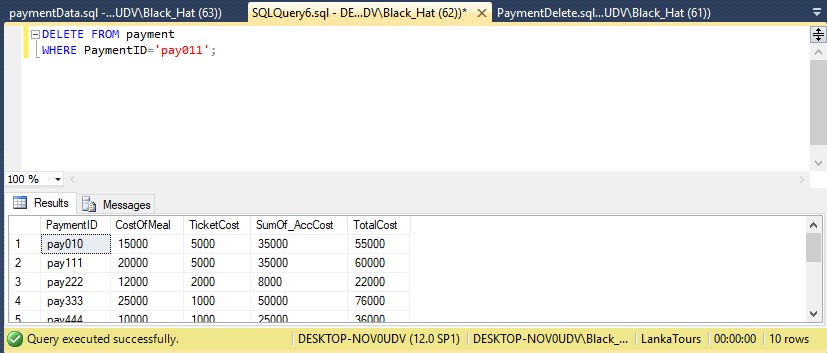 paymentData.sql -...UDV\Black_Hat (63))
SQLQuery6.sql - DE...DV\Black_Hat (62))*
PaymentDelete.sql...UDV\Black_Hat (61))
DELETE FROM payment
WHERE PaymentID='pay011';
100 %
Results Messages
PaymentID CostOfMeal TicketCost SumOf_AccCost TotalCost
1 pay010 15000 5000 35000 55000
2 pay111 20000 5000 35000 60000
3 pay222 12000 2000 8000 22000
4 pay333 25000 1000 50000 76000
5 pay444 10000 1000 25000 36000
Query executed successfully. DESKTOP-NOV0UDV (12.0 SP1) DESKTOP-NOV0UDV\Black_... LankaTours 00:00:00 10 rows